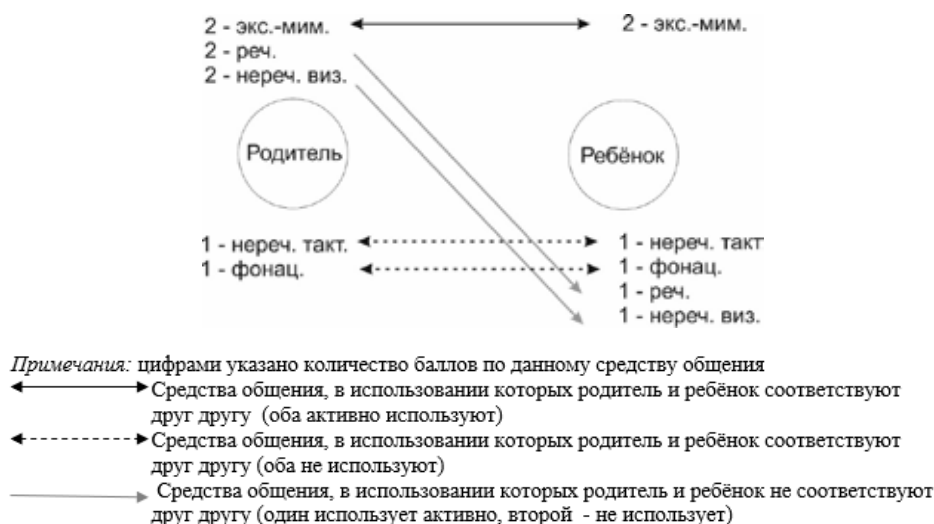 2 - экс.-мим. 2 - экс.-мим.
2 - реч.
2 - нереч. виз.
Родитель Ребёнок
1 - нереч. такт. 1 - нереч. такт
1 - фонац. 1 - фонац.
1 - реч.
1 - нереч. виз.
Примечания: цифрами указано количество баллов по данному средству общения
Средства общения, в использовании которых родитель и ребёнок соответствуют
друг другу (оба активно используют)
Средства общения, в использовании которых родитель и ребёнок соответствуют
друг другу (оба не используют)
Средства общения, в использовании которых родитель и ребёнок не соответствуют
друг другу (один использует активно, второй - не использует)